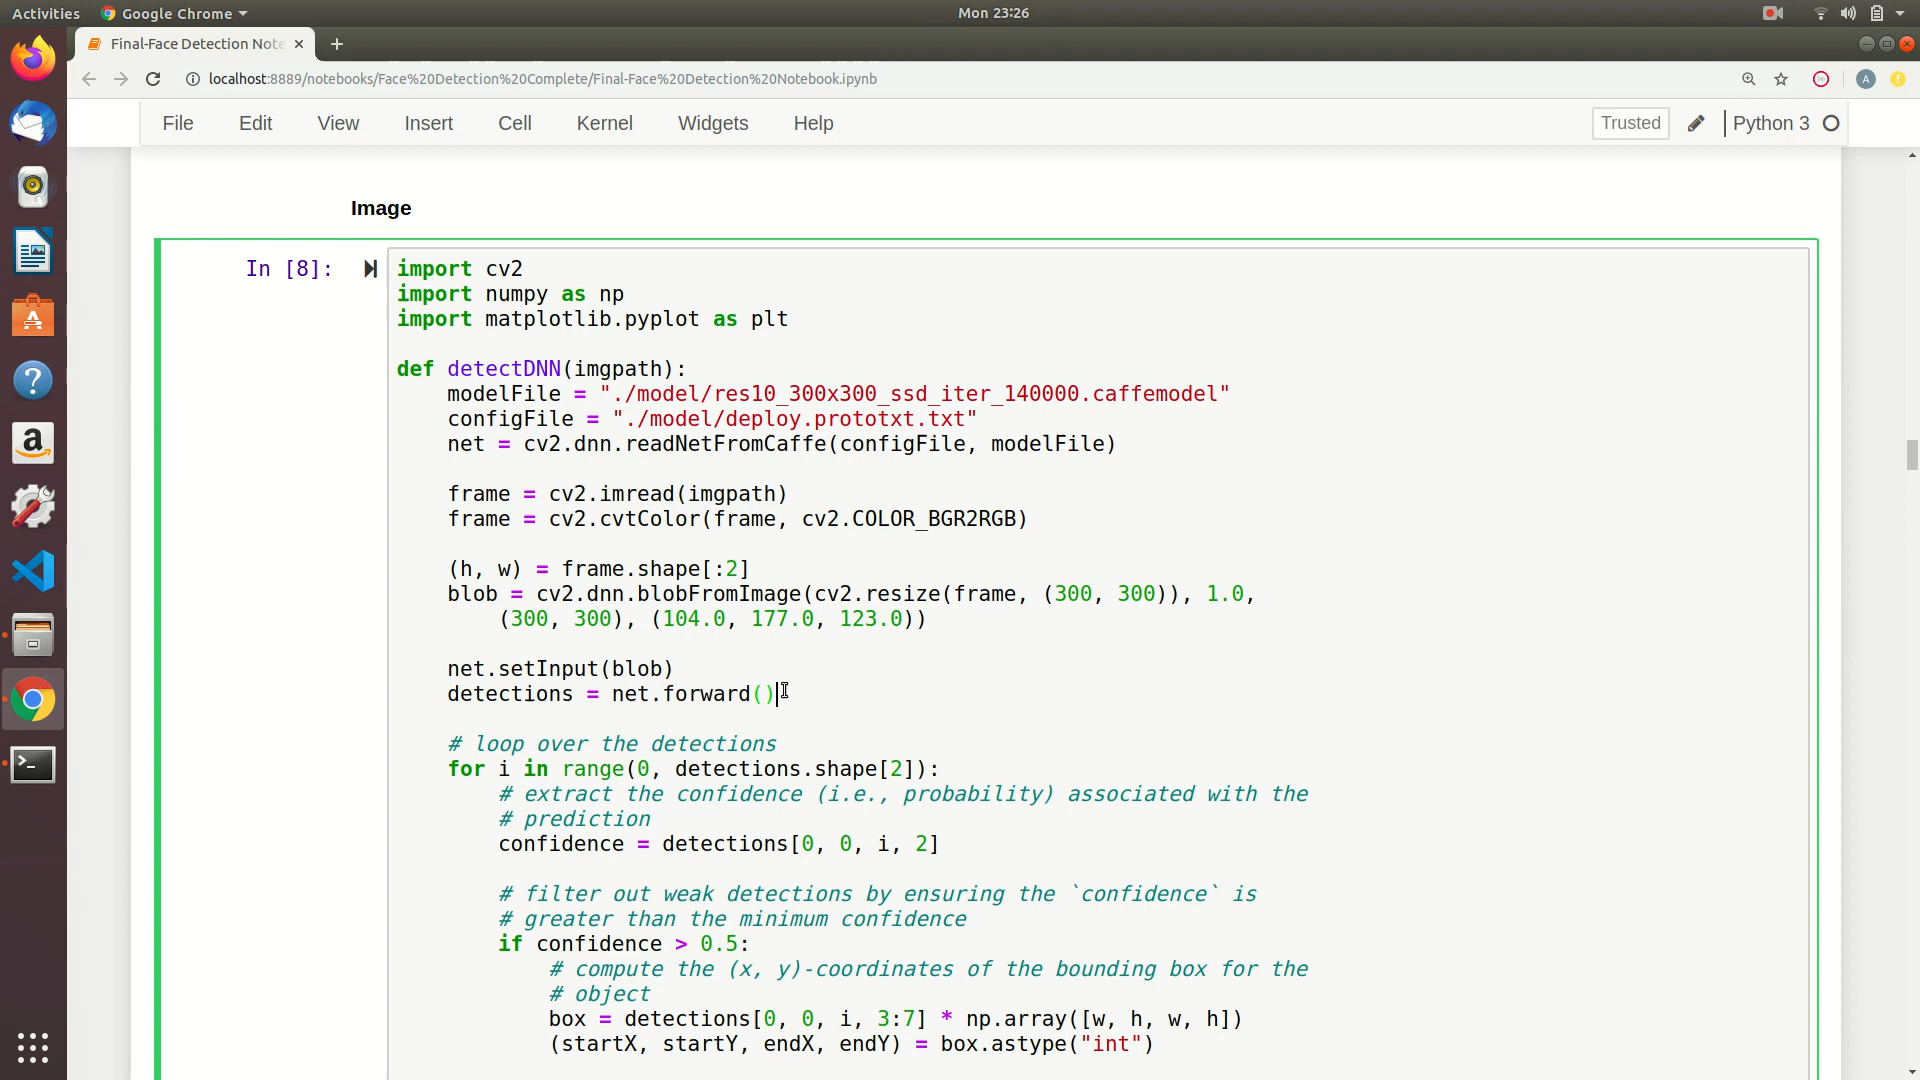 Activities Google Chrome Mon 23:26
Final-Face Detection Note
localhost:8889/notebooks/Face%20Detection%20Complete/Final-Face%20Detection%20Notebook.ipynb A
File Edit View Insert Cell Kernel Widgets Help Trusted Python 3
Image
In [8]: import cv2
import numpy as np
import matplotlib.pyplot as plt
def detectDNN(imgpath):
    modelFile = "./model/res10_300x300_ssd_iter_140000.caffemodel"
    configFile = "./model/deploy.prototxt.txt"
    net = cv2.dnn.readNetFromCaffe(configFile, modelFile)
    frame = cv2.imread(imgpath)
    frame = cv2.cvtColor(frame, cv2.COLOR_BGR2RGB)
    (h, w) = frame.shape[:2]
    blob = cv2.dnn.blobFromImage(cv2.resize(frame, (300, 300)), 1.0,
        (300, 300), (104.0, 177.0, 123.0))
    net.setInput(blob)
    detections = net.forward()
    # loop over the detections
    for i in range(0, detections.shape[2]):
        # extract the confidence (i.e., probability) associated with the
        # prediction
        confidence = detections[0, 0, i, 2]
        # filter out weak detections by ensuring the `confidence` is
        # greater than the minimum confidence
        if confidence > 0.5:
            # compute the (x, y)-coordinates of the bounding box for the
            # object
            box = detections[0, 0, i, 3:7] * np.array([w, h, w, h])
            (startX, startY, endX, endY) = box.astype("int")